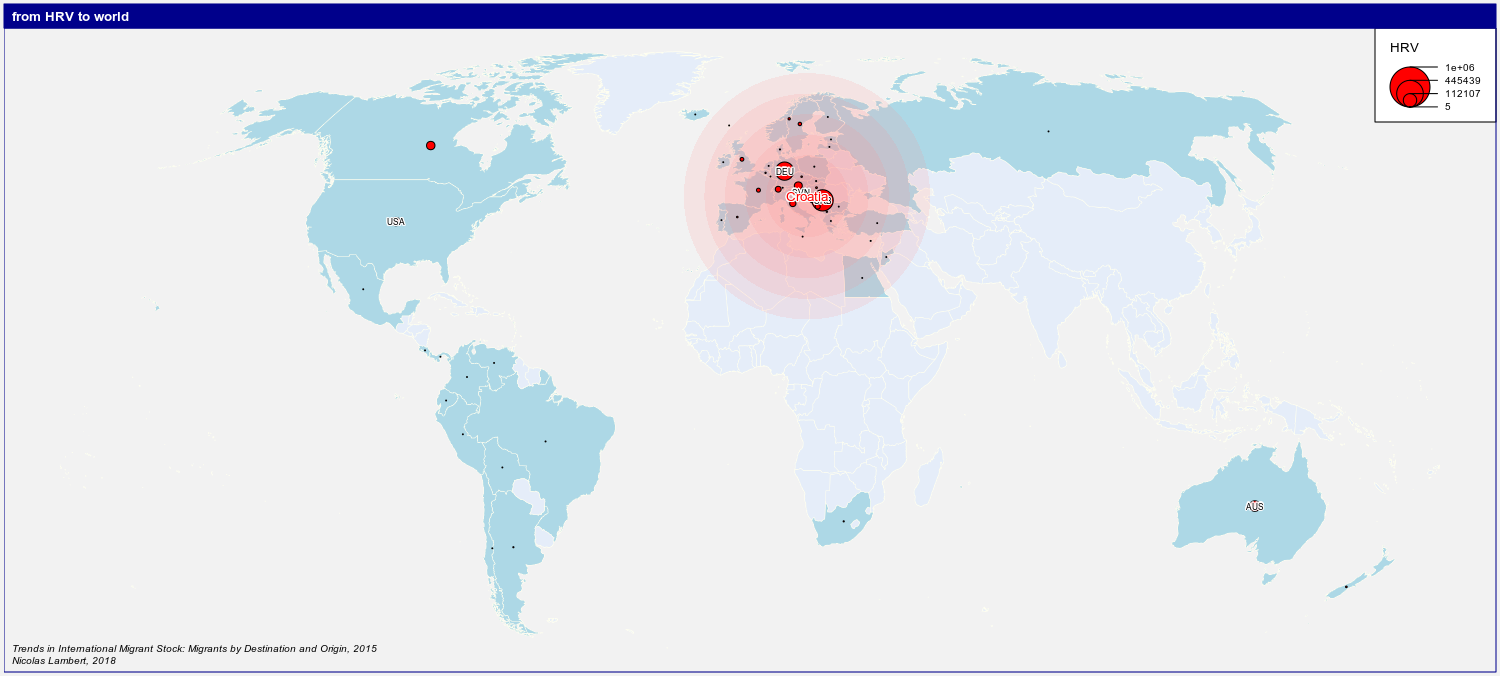 from HRV to world
HRV
1e+06
445439
112107
5
DEU
Croatia
USA
AUS
Trends in International Migrant Stock: Migrants by Destination and Origin, 2015
Nicolas Lambert, 2018